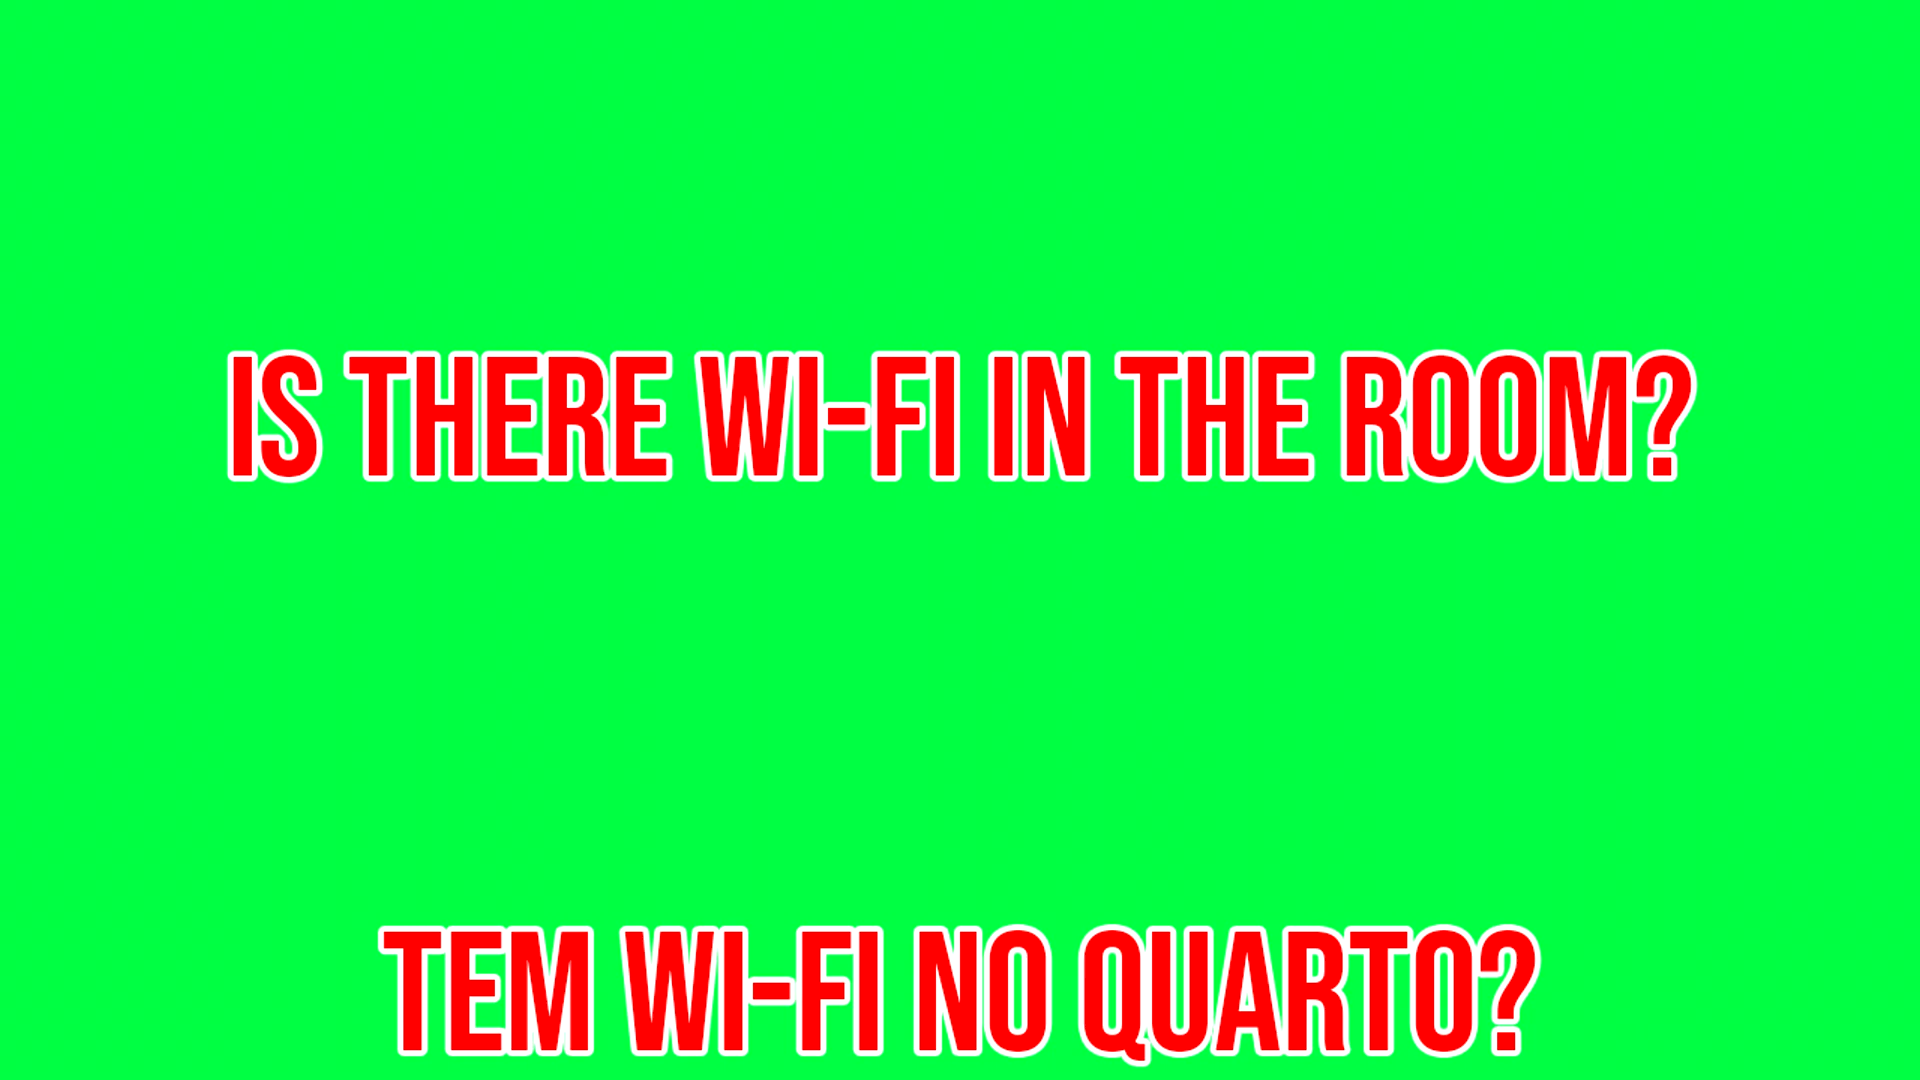 IS THERE WI-FI IN THE ROOM?
TEM WI-FI NO QUARTO?